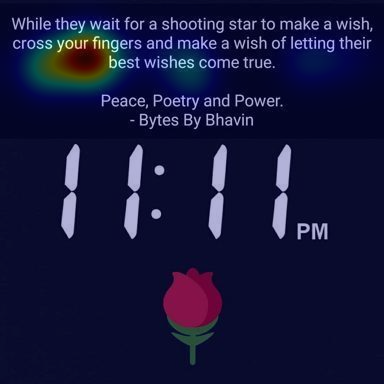 While they wait for a shooting star to make a wish,
cross your fingers and make a wish of letting their
best wishes come true.
Peace, Poetry and Power.
- Bytes By Bhavin
11:11 PM